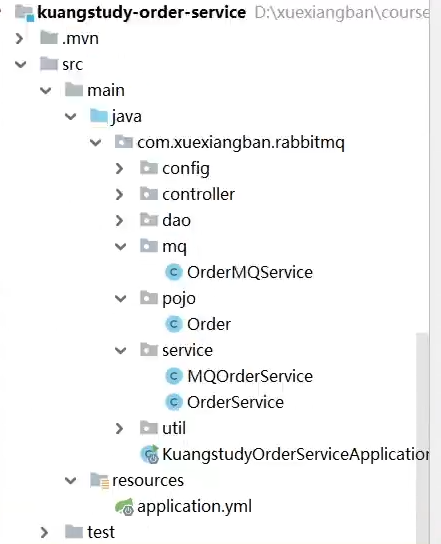 kuangstudy-order-service D:\xuexiangban\course
.mvn
src
main
java
com.xuexiangban.rabbitmq
config
controller
dao
mq
OrderMQService
pojo
Order
service
MQOrderService
OrderService
util
KuangstudyOrderServiceApplication
resources
application.yml
test